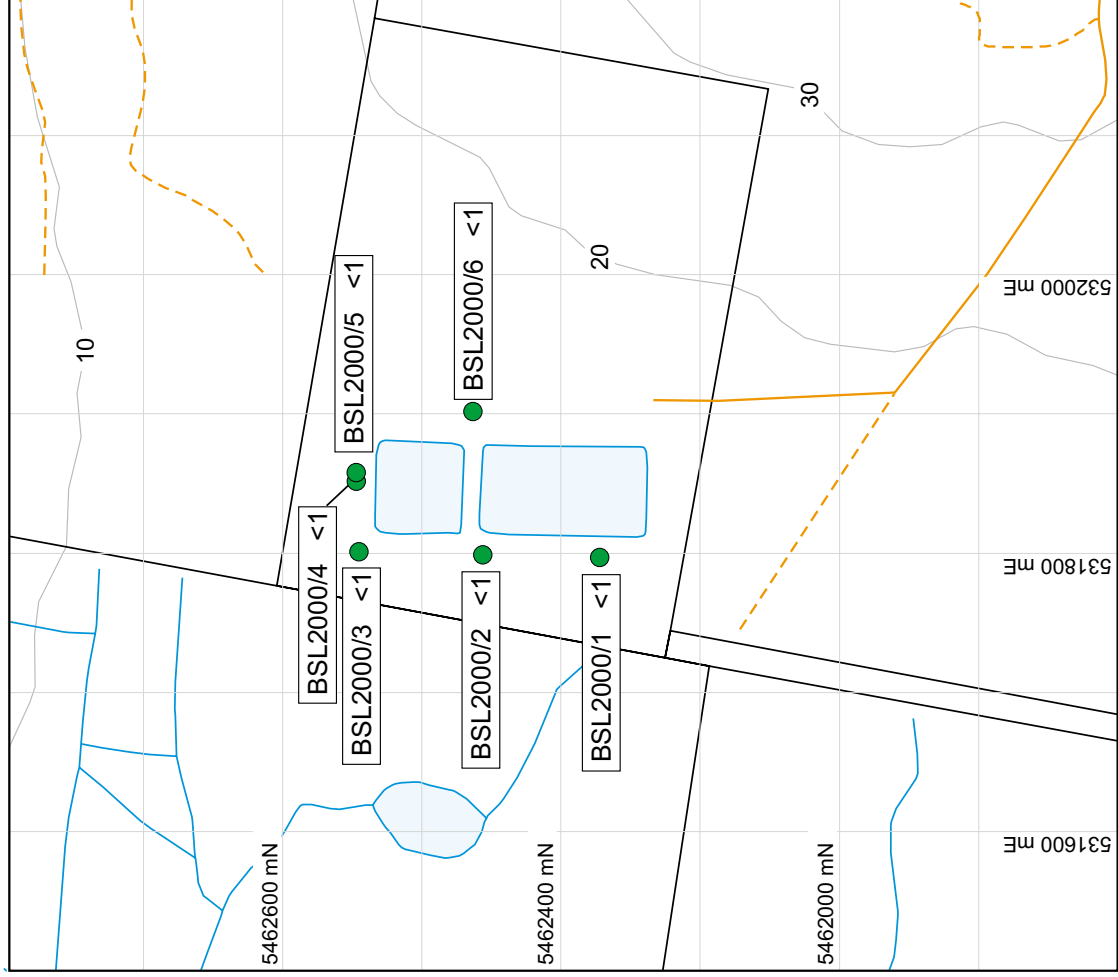 10
30
20
BSL2000/5 <1
BSL2000/6 <1
BSL2000/4 <1
BSL2000/3 <1
BSL2000/2 <1
BSL2000/1 <1
532000 mE
531800 mE
531600 mE
5462600 mN
5462400 mN
5462000 mN